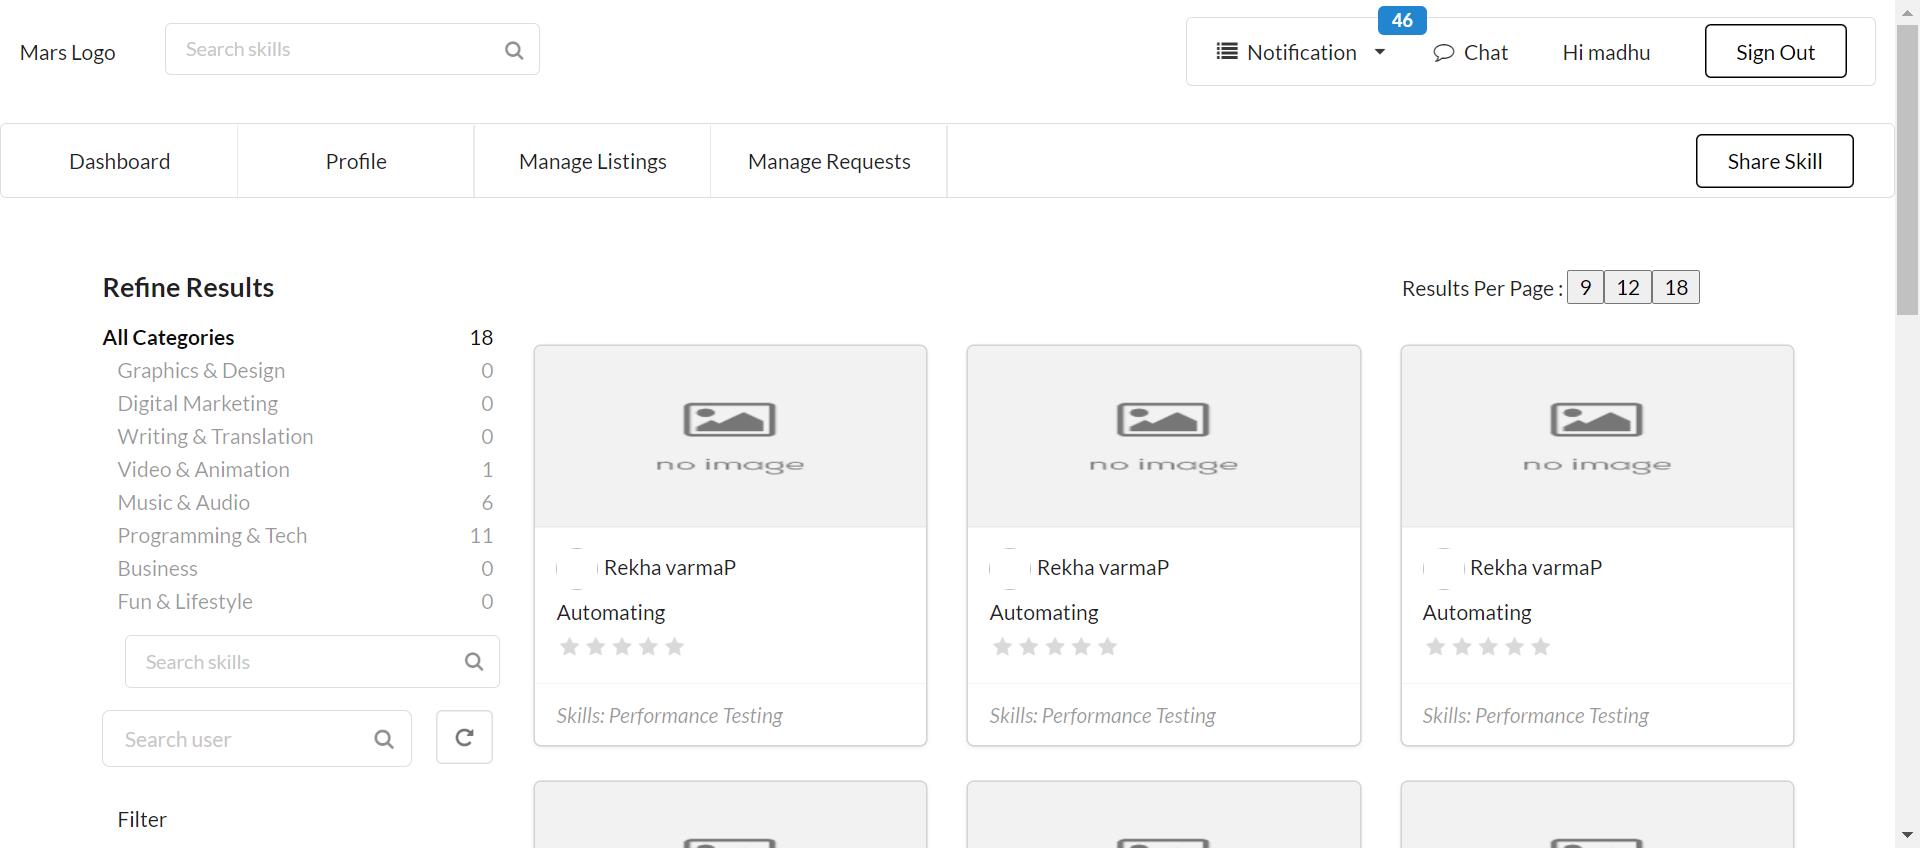 46
Mars Logo
Search skills
Notification
Chat
Hi madhu
Sign Out
Dashboard
Profile
Manage Listings
Manage Requests
Share Skill
Refine Results
Results Per Page :
9
12
18
All Categories 18
Graphics & Design 0
Digital Marketing 0
Writing & Translation 0
Video & Animation 1
Music & Audio 6
Programming & Tech 11
Business 0
Fun & Lifestyle 0
Search skills
Search user
Filter
no image
Rekha varmaP
Automating
Skills: Performance Testing
no image
Rekha varmaP
Automating
Skills: Performance Testing
no image
Rekha varmaP
Automating
Skills: Performance Testing